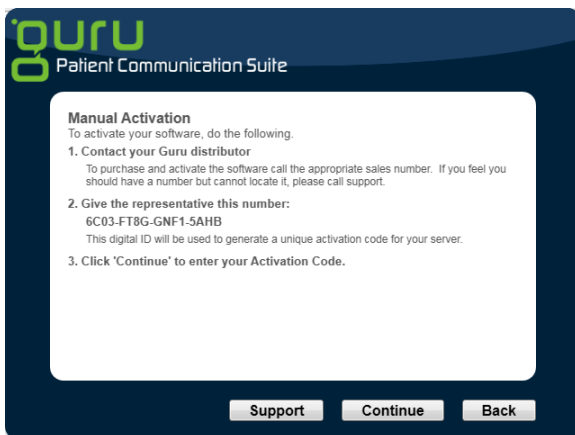 guru
Patient Communication Suite
Manual Activation
To activate your software, do the following.
1. Contact your Guru distributor
To purchase and activate the software call the appropriate sales number. If you feel you
should have a number but cannot locate it, please call support.
2. Give the representative this number:
6C03-FT8G-GNF1-5AHB
This digital ID will be used to generate a unique activation code for your server.
3. Click 'Continue' to enter your Activation Code.
Support Continue Back